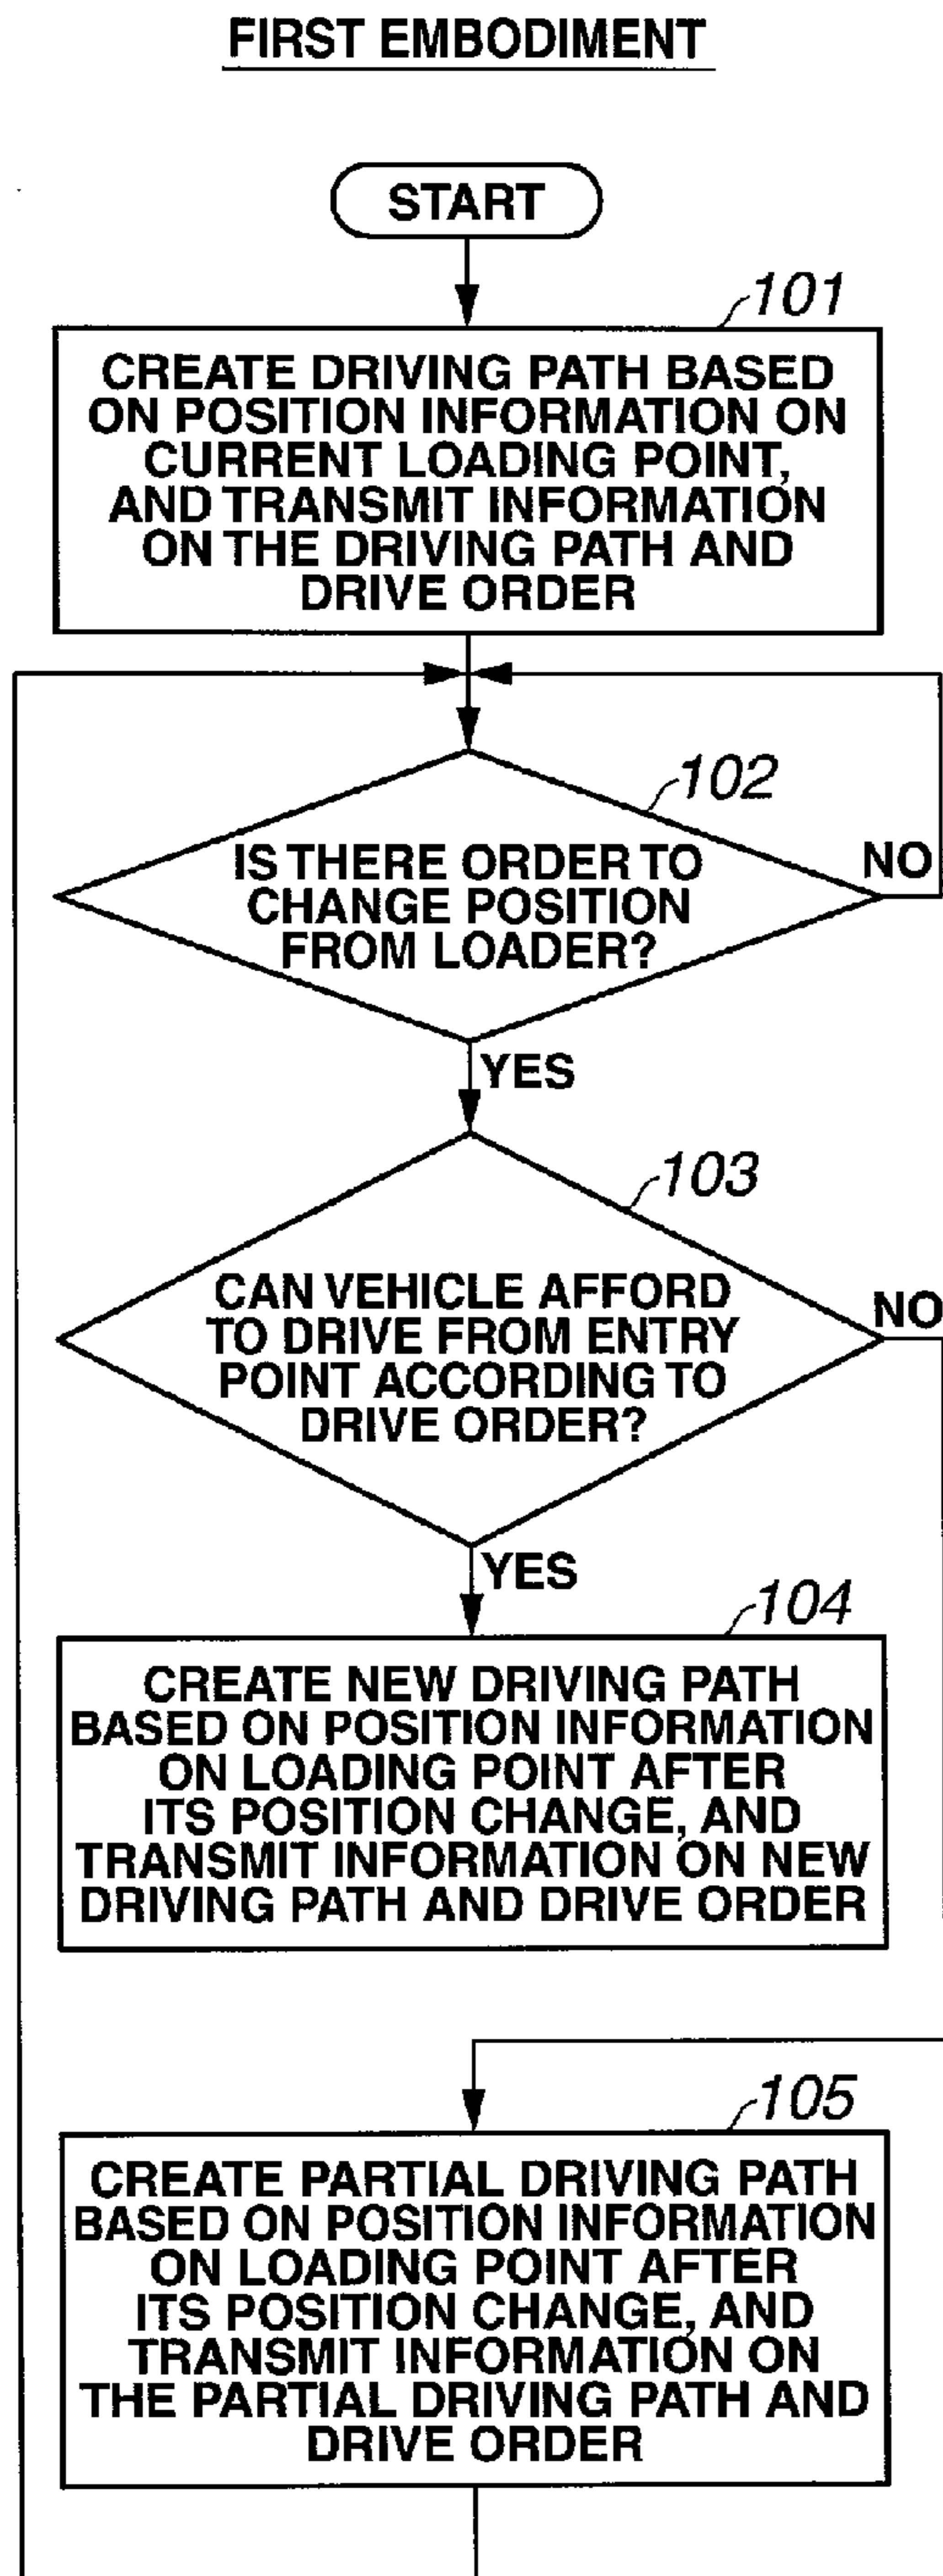 FIRST EMBODIMENT
START
101
CREATE DRIVING PATH BASED
ON POSITION INFORMATION ON
CURRENT LOADING POINT,
AND TRANSMIT INFORMATION
ON THE DRIVING PATH AND
DRIVE ORDER
102
IS THERE ORDER TO
CHANGE POSITION
FROM LOADER?
NO
YES
103
CAN VEHICLE AFFORD
TO DRIVE FROM ENTRY
POINT ACCORDING TO
DRIVE ORDER?
NO
YES
104
CREATE NEW DRIVING PATH
BASED ON POSITION INFORMATION
ON LOADING POINT AFTER
ITS POSITION CHANGE, AND
TRANSMIT INFORMATION ON NEW
DRIVING PATH AND DRIVE ORDER
105
CREATE PARTIAL DRIVING PATH
BASED ON POSITION INFORMATION
ON LOADING POINT AFTER
ITS POSITION CHANGE, AND
TRANSMIT INFORMATION ON
THE PARTIAL DRIVING PATH AND
DRIVE ORDER